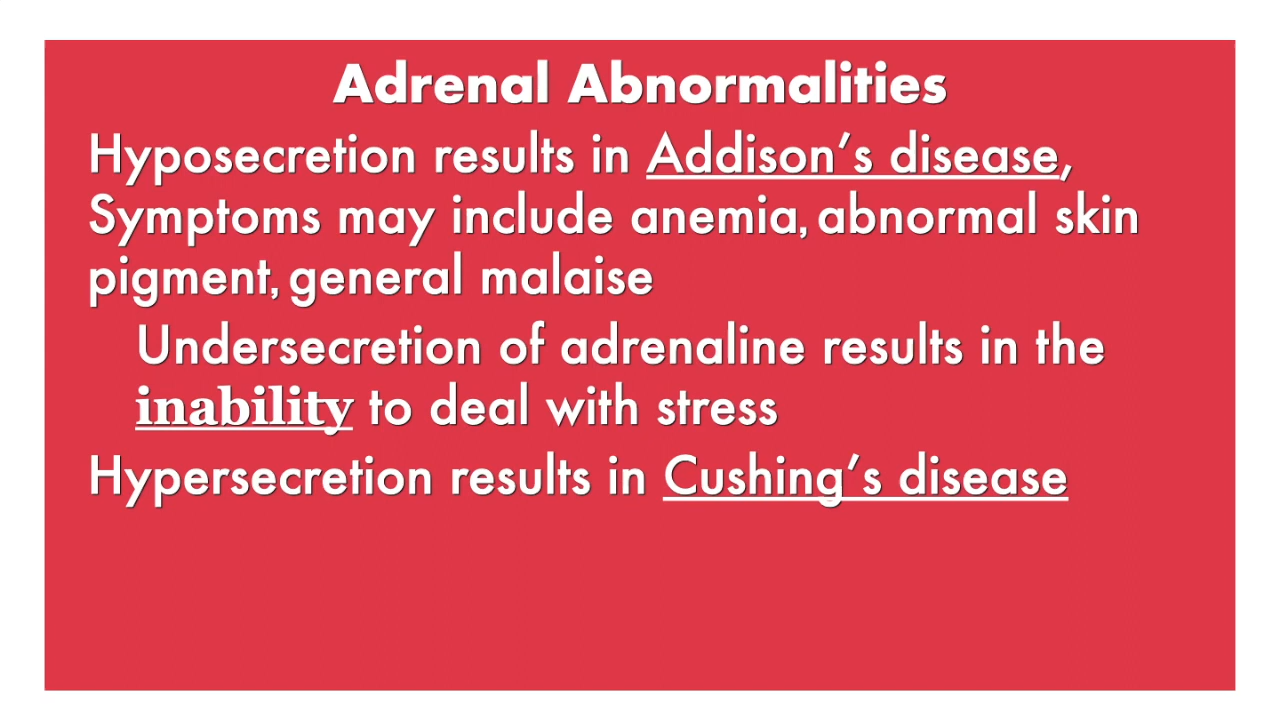 Adrenal Abnormalities
Hyposecretion results in Addison’s disease,
Symptoms may include anemia, abnormal skin
pigment, general malaise
Undersecretion of adrenaline results in the
inability to deal with stress
Hypersecretion results in Cushing’s disease